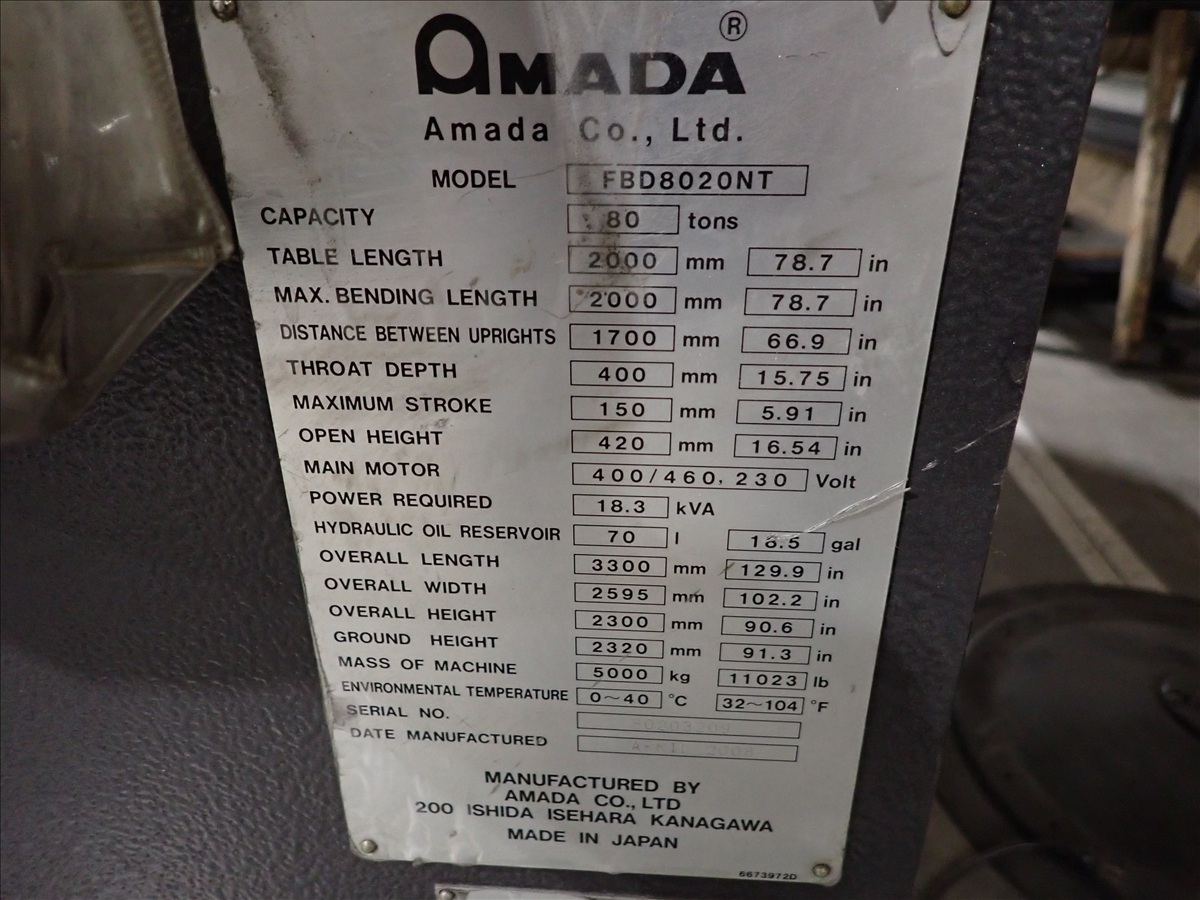 AMADA®
Amada Co., Ltd.
MODEL FBD8020NT
CAPACITY 80 tons
TABLE LENGTH 2000 mm 78.7 in
MAX. BENDING LENGTH 2000 mm 78.7 in
DISTANCE BETWEEN UPRIGHTS 1700 mm 66.9 in
THROAT DEPTH 400 mm 15.75 in
MAXIMUM STROKE 150 mm 5.91 in
OPEN HEIGHT 420 mm 16.54 in
MAIN MOTOR 400/460, 230 Volt
POWER REQUIRED 18.3 kVA
HYDRAULIC OIL RESERVOIR 70 l 18.5 gal
OVERALL LENGTH 3300 mm 129.9 in
OVERALL WIDTH 2595 mm 102.2 in
OVERALL HEIGHT 2300 mm 90.6 in
GROUND HEIGHT 2320 mm 91.3 in
MASS OF MACHINE 5000 kg 11023 lb
ENVIRONMENTAL TEMPERATURE 0~40 °C 32~104 °F
SERIAL NO.
DATE MANUFACTURED APRIL 2008
MANUFACTURED BY
AMADA CO., LTD
200 ISHIDA ISEHARA KANAGAWA
MADE IN JAPAN
6673972D